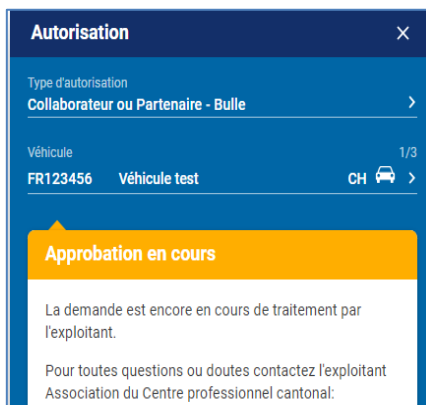 Autorisation
Type d'autorisation
Collaborateur ou Partenaire - Bulle
Véhicule 1/3
FR123456 Véhicule test CH
Approbation en cours
La demande est encore en cours de traitement par
l'exploitant.
Pour toutes questions ou doutes contactez l'exploitant
Association du Centre professionnel cantonal: